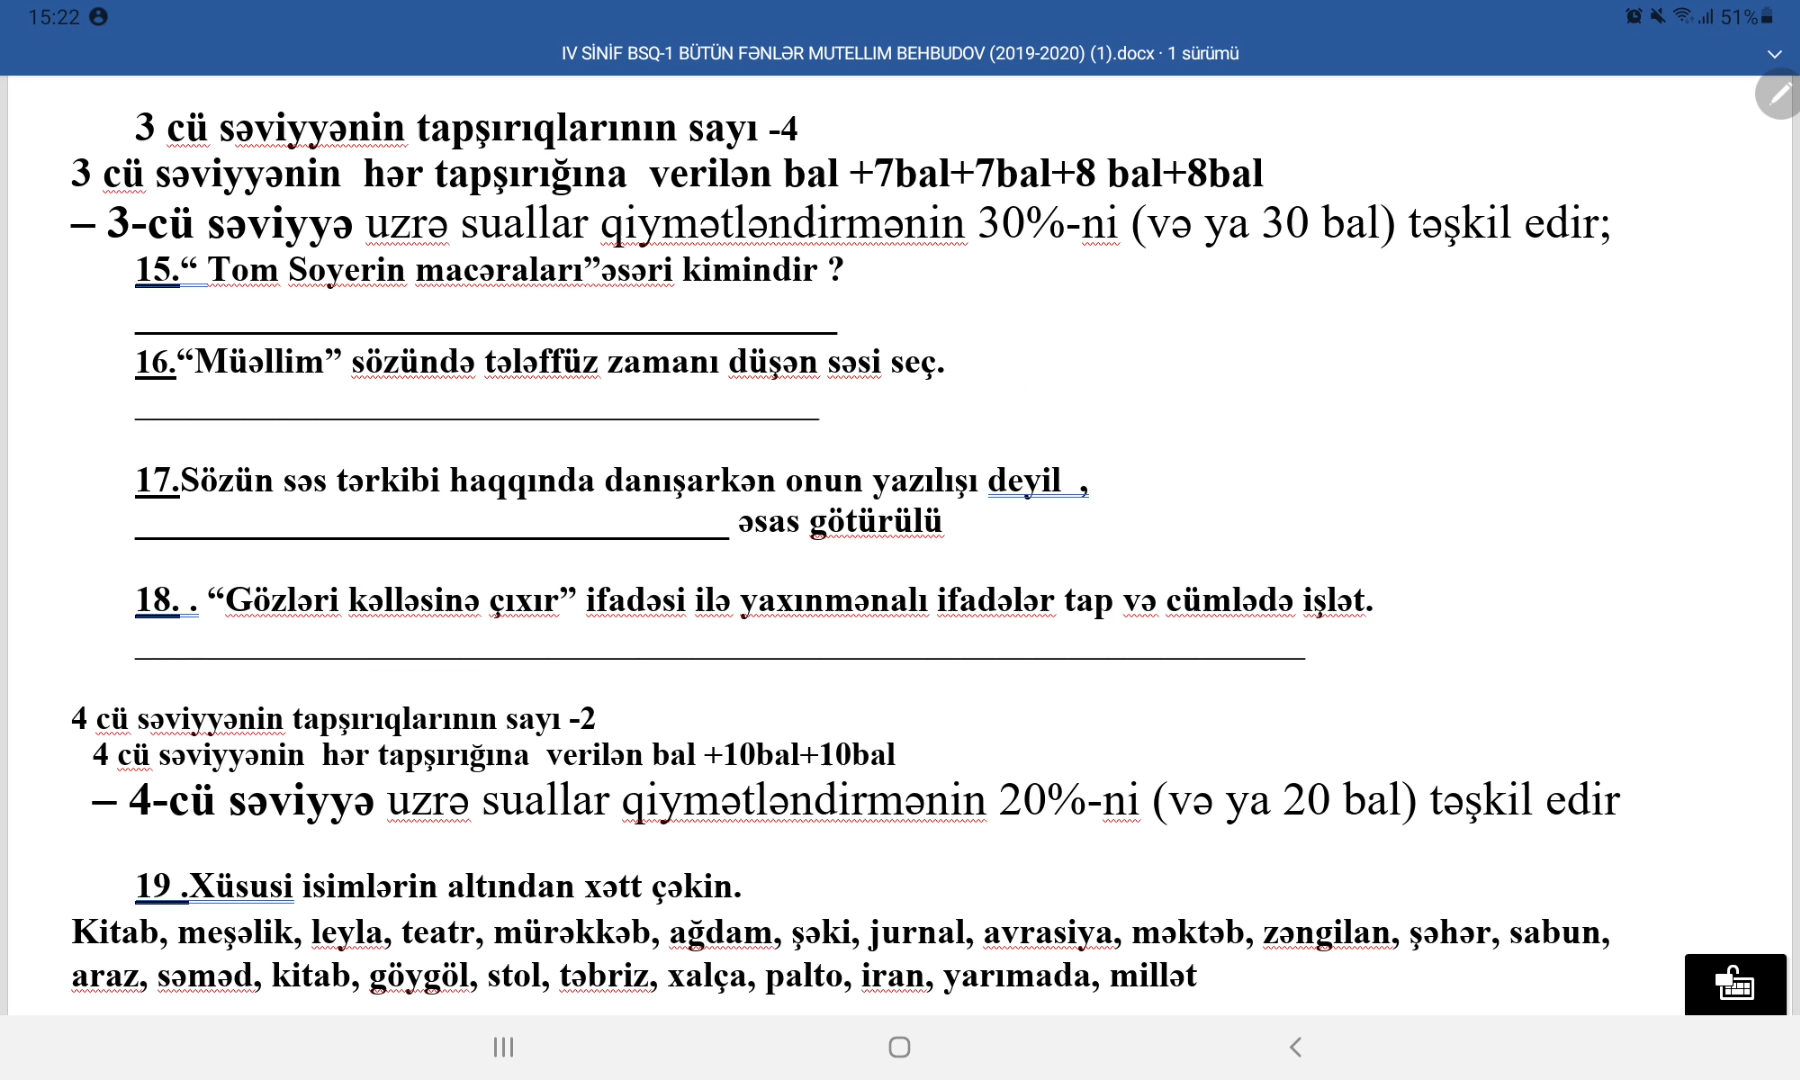 15:22
51%
IV SİNİF BSQ-1 BÜTÜN FƏNLƏR MUTELLIM BEHBUDOV (2019-2020) (1).docx · 1 sürümü
3 cü səviyyənin tapşırıqlarının sayı -4
3 cü səviyyənin hər tapşırığına verilən bal +7bal+7bal+8 bal+8bal
– 3-cü səviyyə uzrə suallar qiymətləndirmənin 30%-ni (və ya 30 bal) təşkil edir;
15.“ Tom Soyerin macəraları”əsəri kimindir ?
16.“Müəllim” sözündə tələffüz zamanı düşən səsi seç.
17.Sözün səs tərkibi haqqında danışarkən onun yazılışı deyil ,
əsas götürülü
18. . “Gözləri kəlləsinə çıxır” ifadəsi ilə yaxınmənalı ifadələr tap və cümlədə işlət.
4 cü səviyyənin tapşırıqlarının sayı -2
4 cü səviyyənin hər tapşırığına verilən bal +10bal+10bal
– 4-cü səviyyə uzrə suallar qiymətləndirmənin 20%-ni (və ya 20 bal) təşkil edir
19 .Xüsusi isimlərin altından xətt çəkin.
Kitab, meşəlik, leyla, teatr, mürəkkəb, ağdam, şəki, jurnal, avrasiya, məktəb, zəngilan, şəhər, sabun,
araz, səməd, kitab, göygöl, stol, təbriz, xalça, palto, iran, yarımada, millət